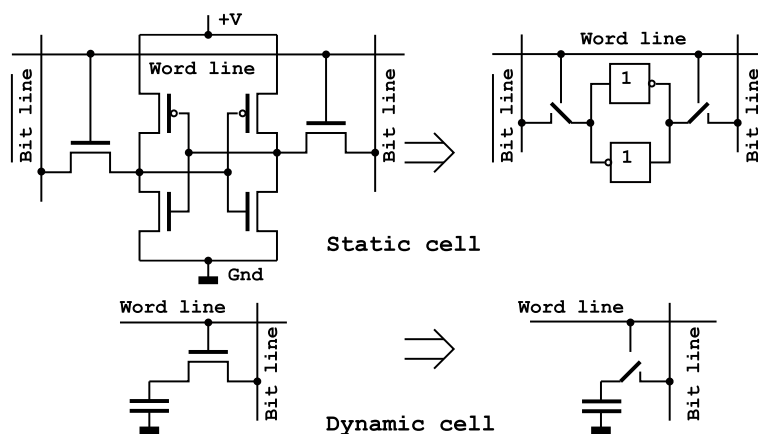 +V
Word line
Word line
Bit line
Bit line
1
1
Bit line
Bit line
Static cell
Gnd
Word line
Word line
Bit line
Bit line
Dynamic cell